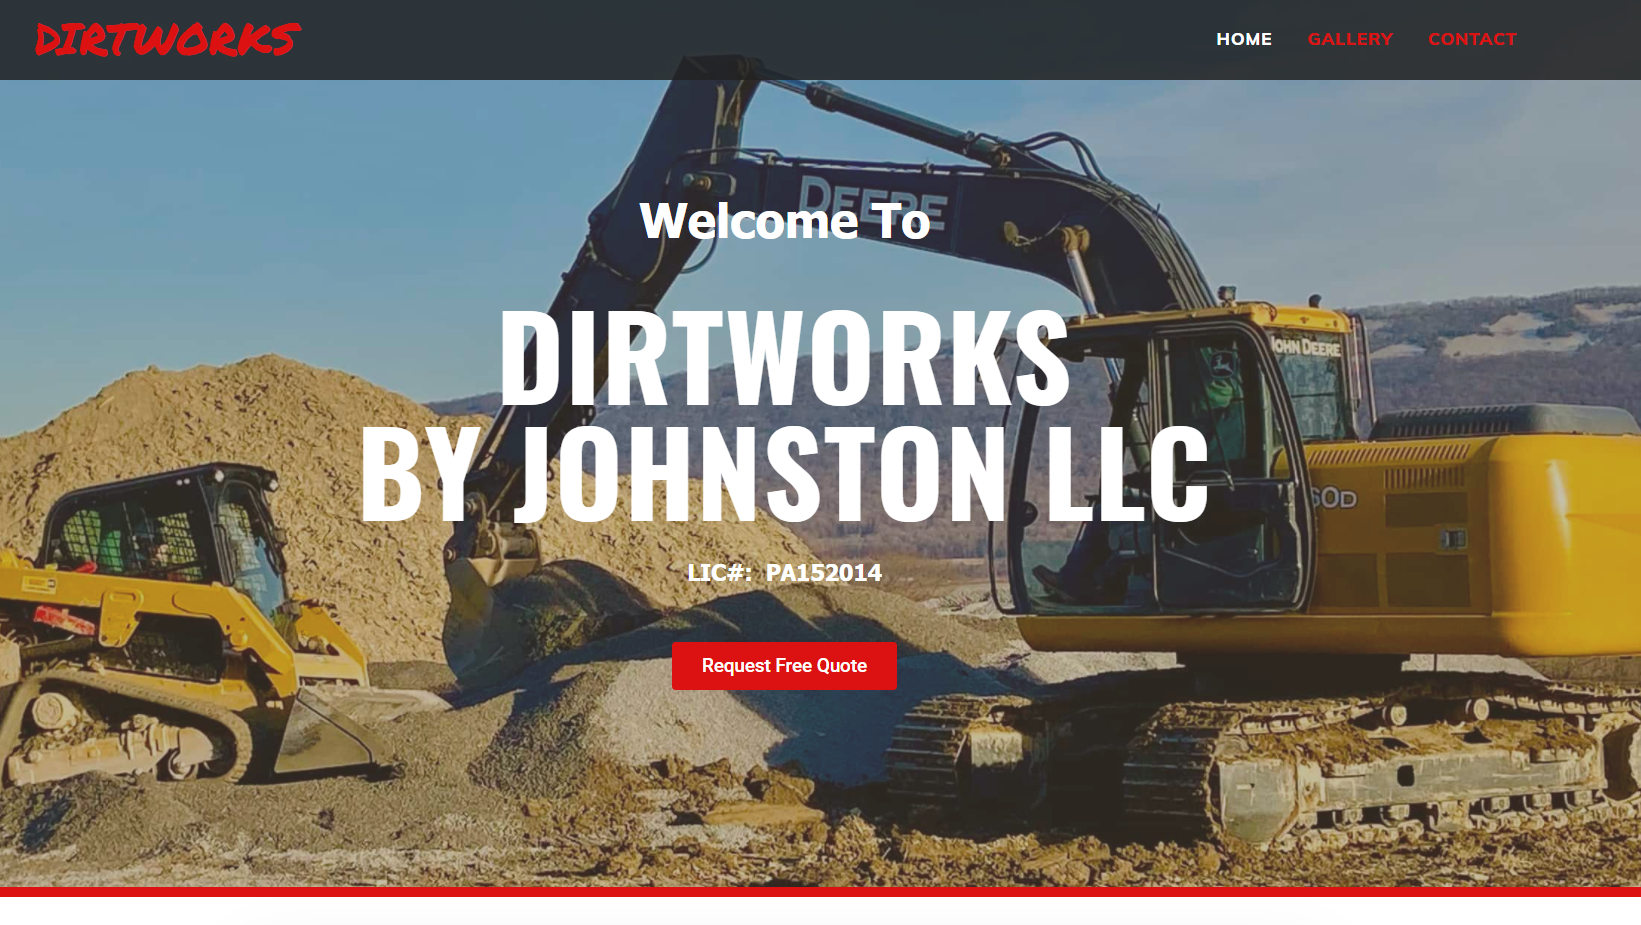 DIRTWORKS
HOME GALLERY CONTACT
DEERE
Welcome To
DIRTWORKS
JOHN DEERE
BY JOHNSTON LLC
60D
LIC#: PA152014
Request Free Quote